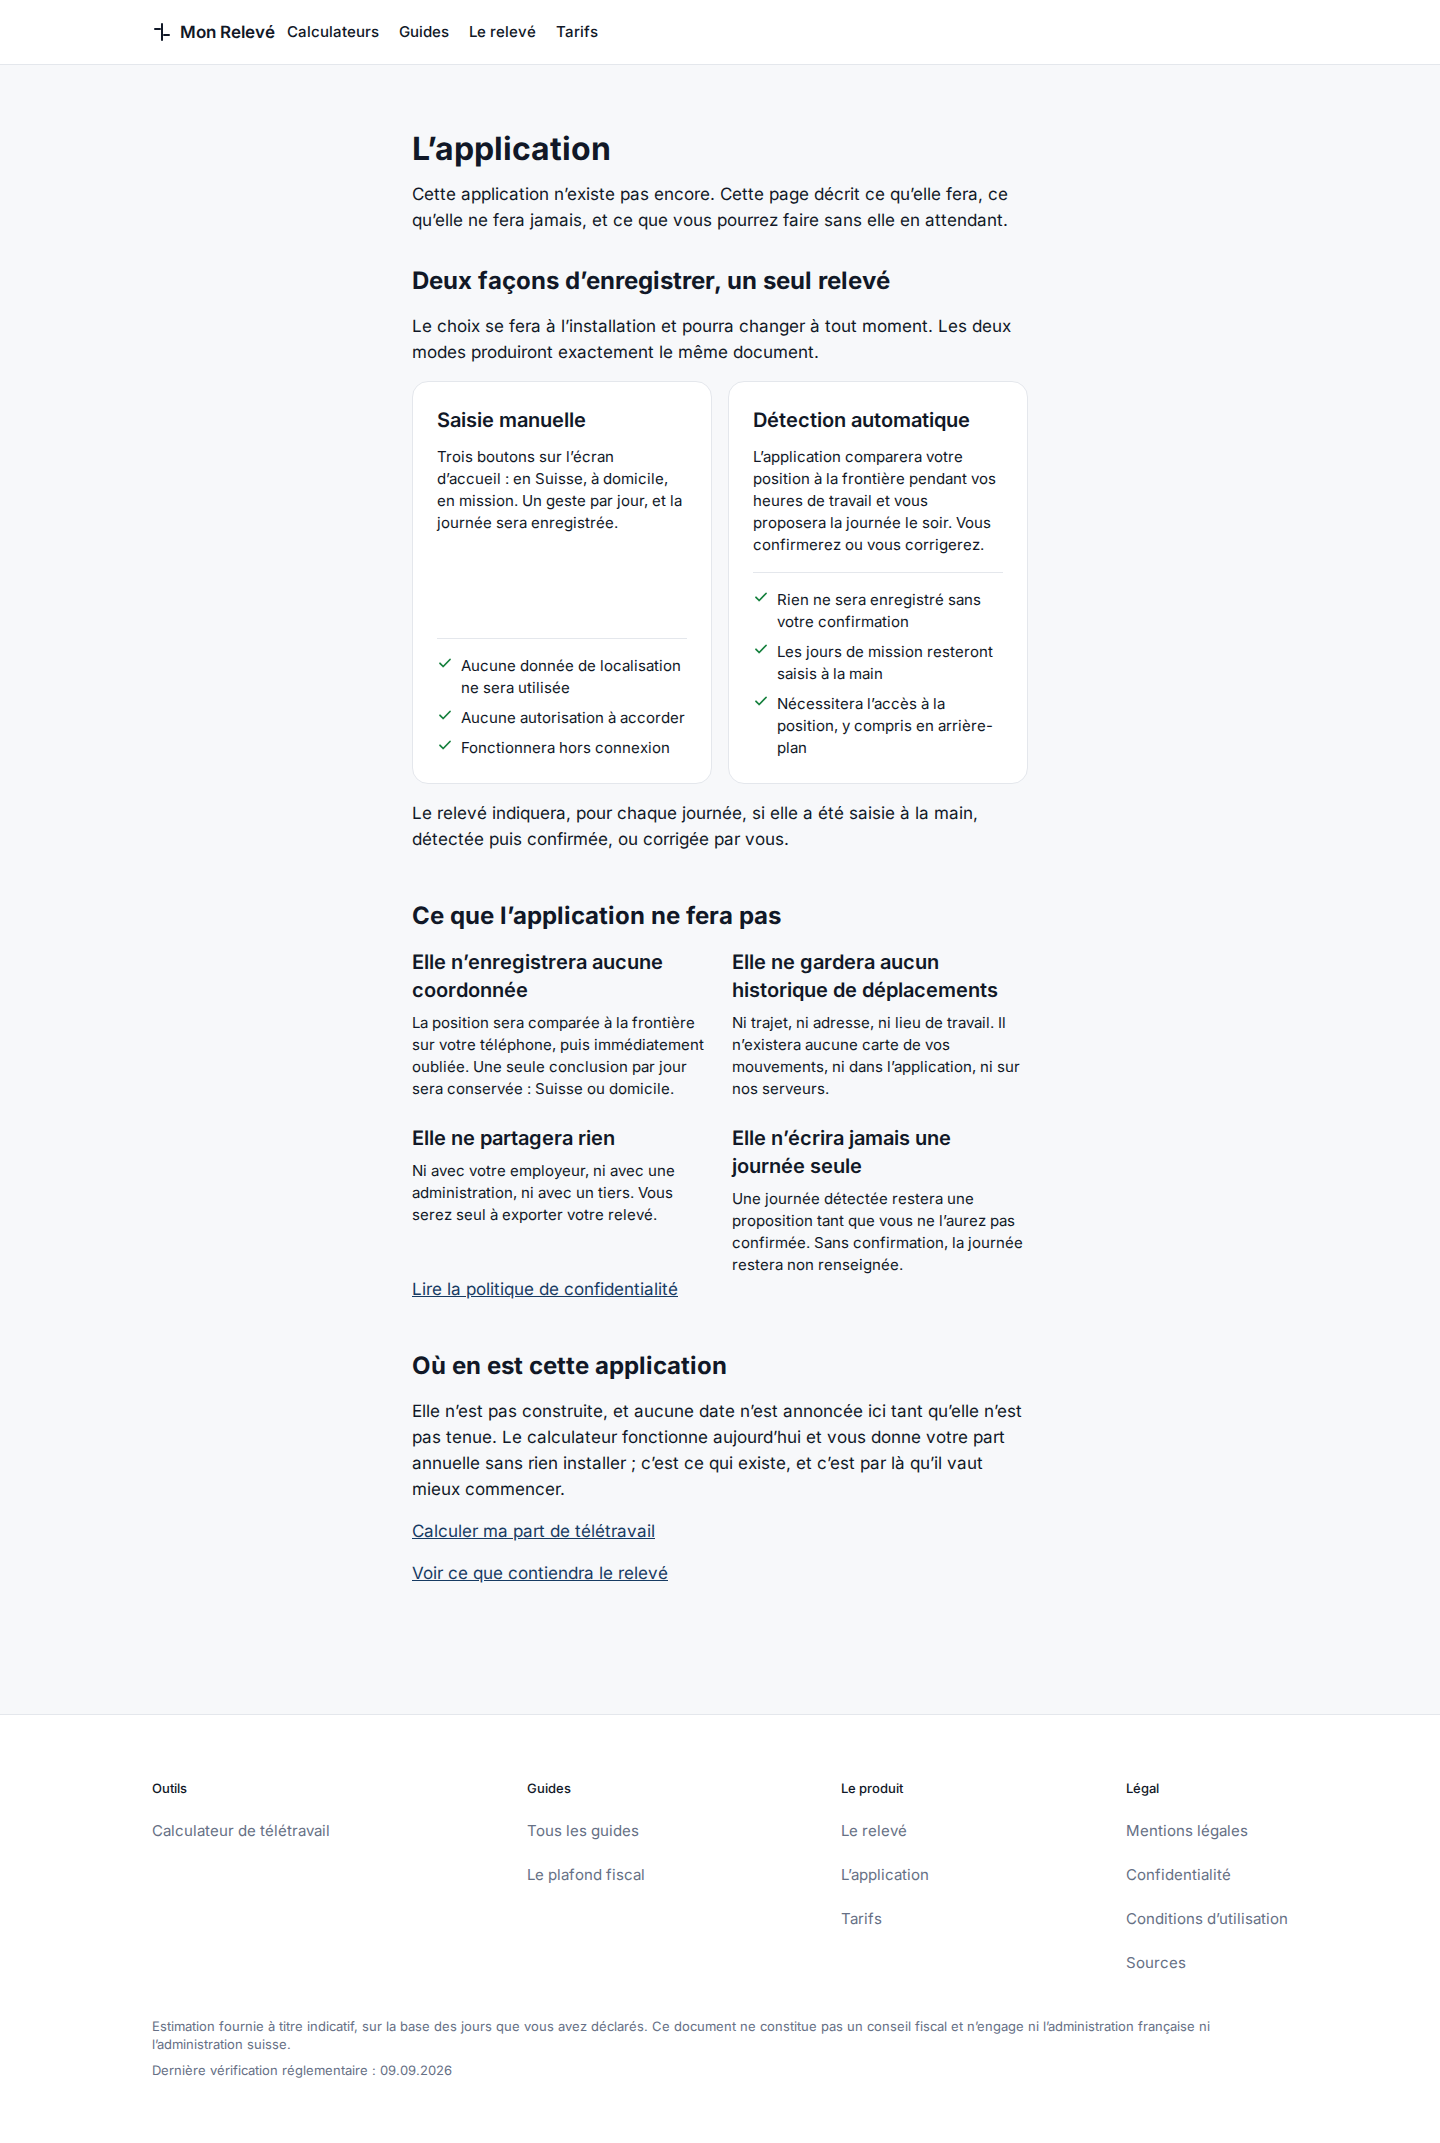 Mon Relevé Calculateurs Guides Le relevé Tarifs
L’application
Cette application n’existe pas encore. Cette page décrit ce qu’elle fera, ce
qu’elle ne fera jamais, et ce que vous pourrez faire sans elle en attendant.
Deux façons d’enregistrer, un seul relevé
Le choix se fera à l’installation et pourra changer à tout moment. Les deux
modes produiront exactement le même document.
Saisie manuelle
Trois boutons sur l’écran
d’accueil : en Suisse, à domicile,
en mission. Un geste par jour, et la
journée sera enregistrée.
Aucune donnée de localisation
ne sera utilisée
Aucune autorisation à accorder
Fonctionnera hors connexion
Détection automatique
L’application comparera votre
position à la frontière pendant vos
heures de travail et vous
proposera la journée le soir. Vous
confirmerez ou vous corrigerez.
Rien ne sera enregistré sans
votre confirmation
Les jours de mission resteront
saisis à la main
Nécessitera l’accès à la
position, y compris en arrière-
plan
Le relevé indiquera, pour chaque journée, si elle a été saisie à la main,
détectée puis confirmée, ou corrigée par vous.
Ce que l’application ne fera pas
Elle n’enregistrera aucune
coordonnée
La position sera comparée à la frontière
sur votre téléphone, puis immédiatement
oubliée. Une seule conclusion par jour
sera conservée : Suisse ou domicile.
Elle ne gardera aucun
historique de déplacements
Ni trajet, ni adresse, ni lieu de travail. Il
n’existera aucune carte de vos
mouvements, ni dans l’application, ni sur
nos serveurs.
Elle ne partagera rien
Ni avec votre employeur, ni avec une
administration, ni avec un tiers. Vous
serez seul à exporter votre relevé.
Elle n’écrira jamais une
journée seule
Une journée détectée restera une
proposition tant que vous ne l’aurez pas
confirmée. Sans confirmation, la journée
restera non renseignée.
Lire la politique de confidentialité
Où en est cette application
Elle n’est pas construite, et aucune date n’est annoncée ici tant qu’elle n’est
pas tenue. Le calculateur fonctionne aujourd’hui et vous donne votre part
annuelle sans rien installer ; c’est ce qui existe, et c’est par là qu’il vaut
mieux commencer.
Calculer ma part de télétravail
Voir ce que contiendra le relevé
Outils
Calculateur de télétravail
Guides
Tous les guides
Le plafond fiscal
Le produit
Le relevé
L’application
Tarifs
Légal
Mentions légales
Confidentialité
Conditions d’utilisation
Sources
Estimation fournie à titre indicatif, sur la base des jours que vous avez déclarés. Ce document ne constitue pas un conseil fiscal et n’engage ni l’administration française ni
l’administration suisse.
Dernière vérification réglementaire : 09.09.2026